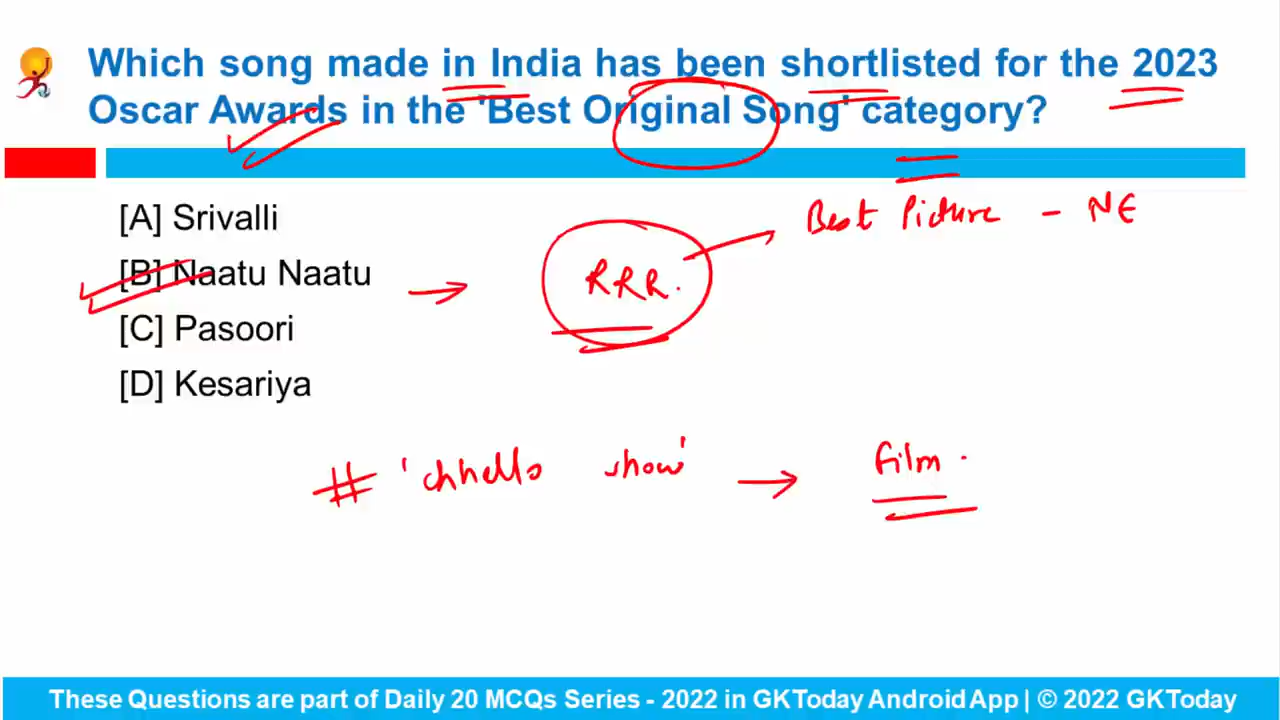 Which song made in India has been shortlisted for the 2023
Oscar Awards in the 'Best Original Song' category?
[A] Srivalli
Best Picture - NE
[B] Naatu Naatu → RRR.
[C] Pasoori
[D] Kesariya
# 'chhello show' → film.
These Questions are part of Daily 20 MCQs Series - 2022 in GKToday Android App | © 2022 GKToday